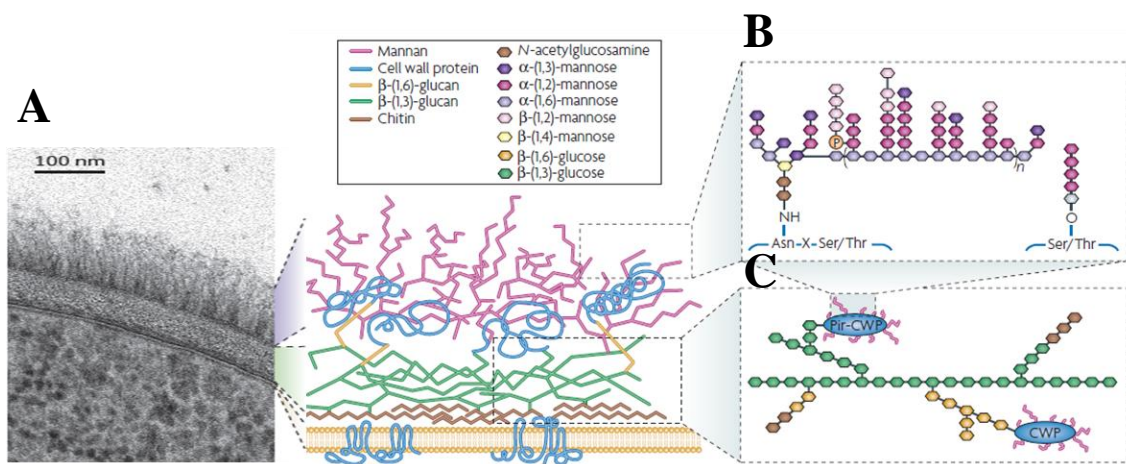 A
100 nm
Mannan
Cell wall protein
β-(1,6)-glucan
β-(1,3)-glucan
Chitin
N-acetylglucosamine
α-(1,3)-mannose
α-(1,2)-mannose
α-(1,6)-mannose
β-(1,2)-mannose
β-(1,4)-mannose
β-(1,6)-glucose
β-(1,3)-glucose
B
P
n
NH
O
Asn-X-Ser/Thr
Ser/Thr
C
Pir-CWP
CWP